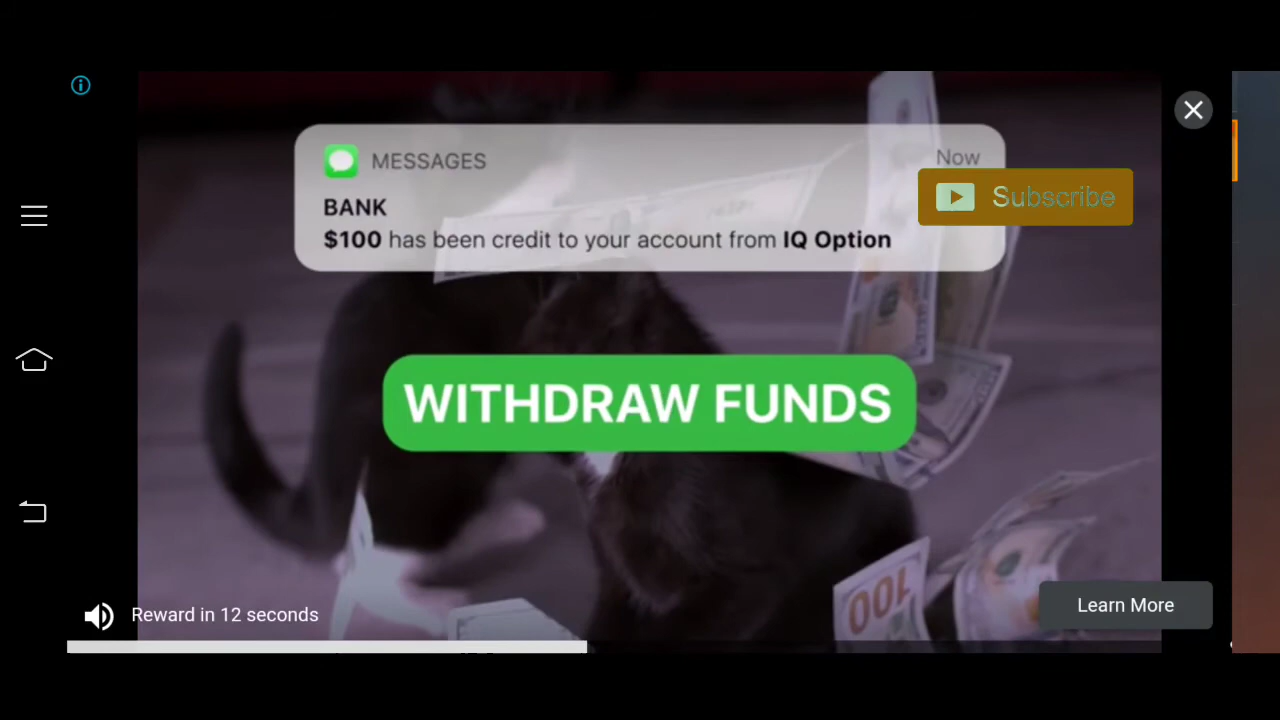 MESSAGES
Now
BANK
$100 has been credit to your account from IQ Option
Subscribe
WITHDRAW FUNDS
100
Reward in 12 seconds
Learn More